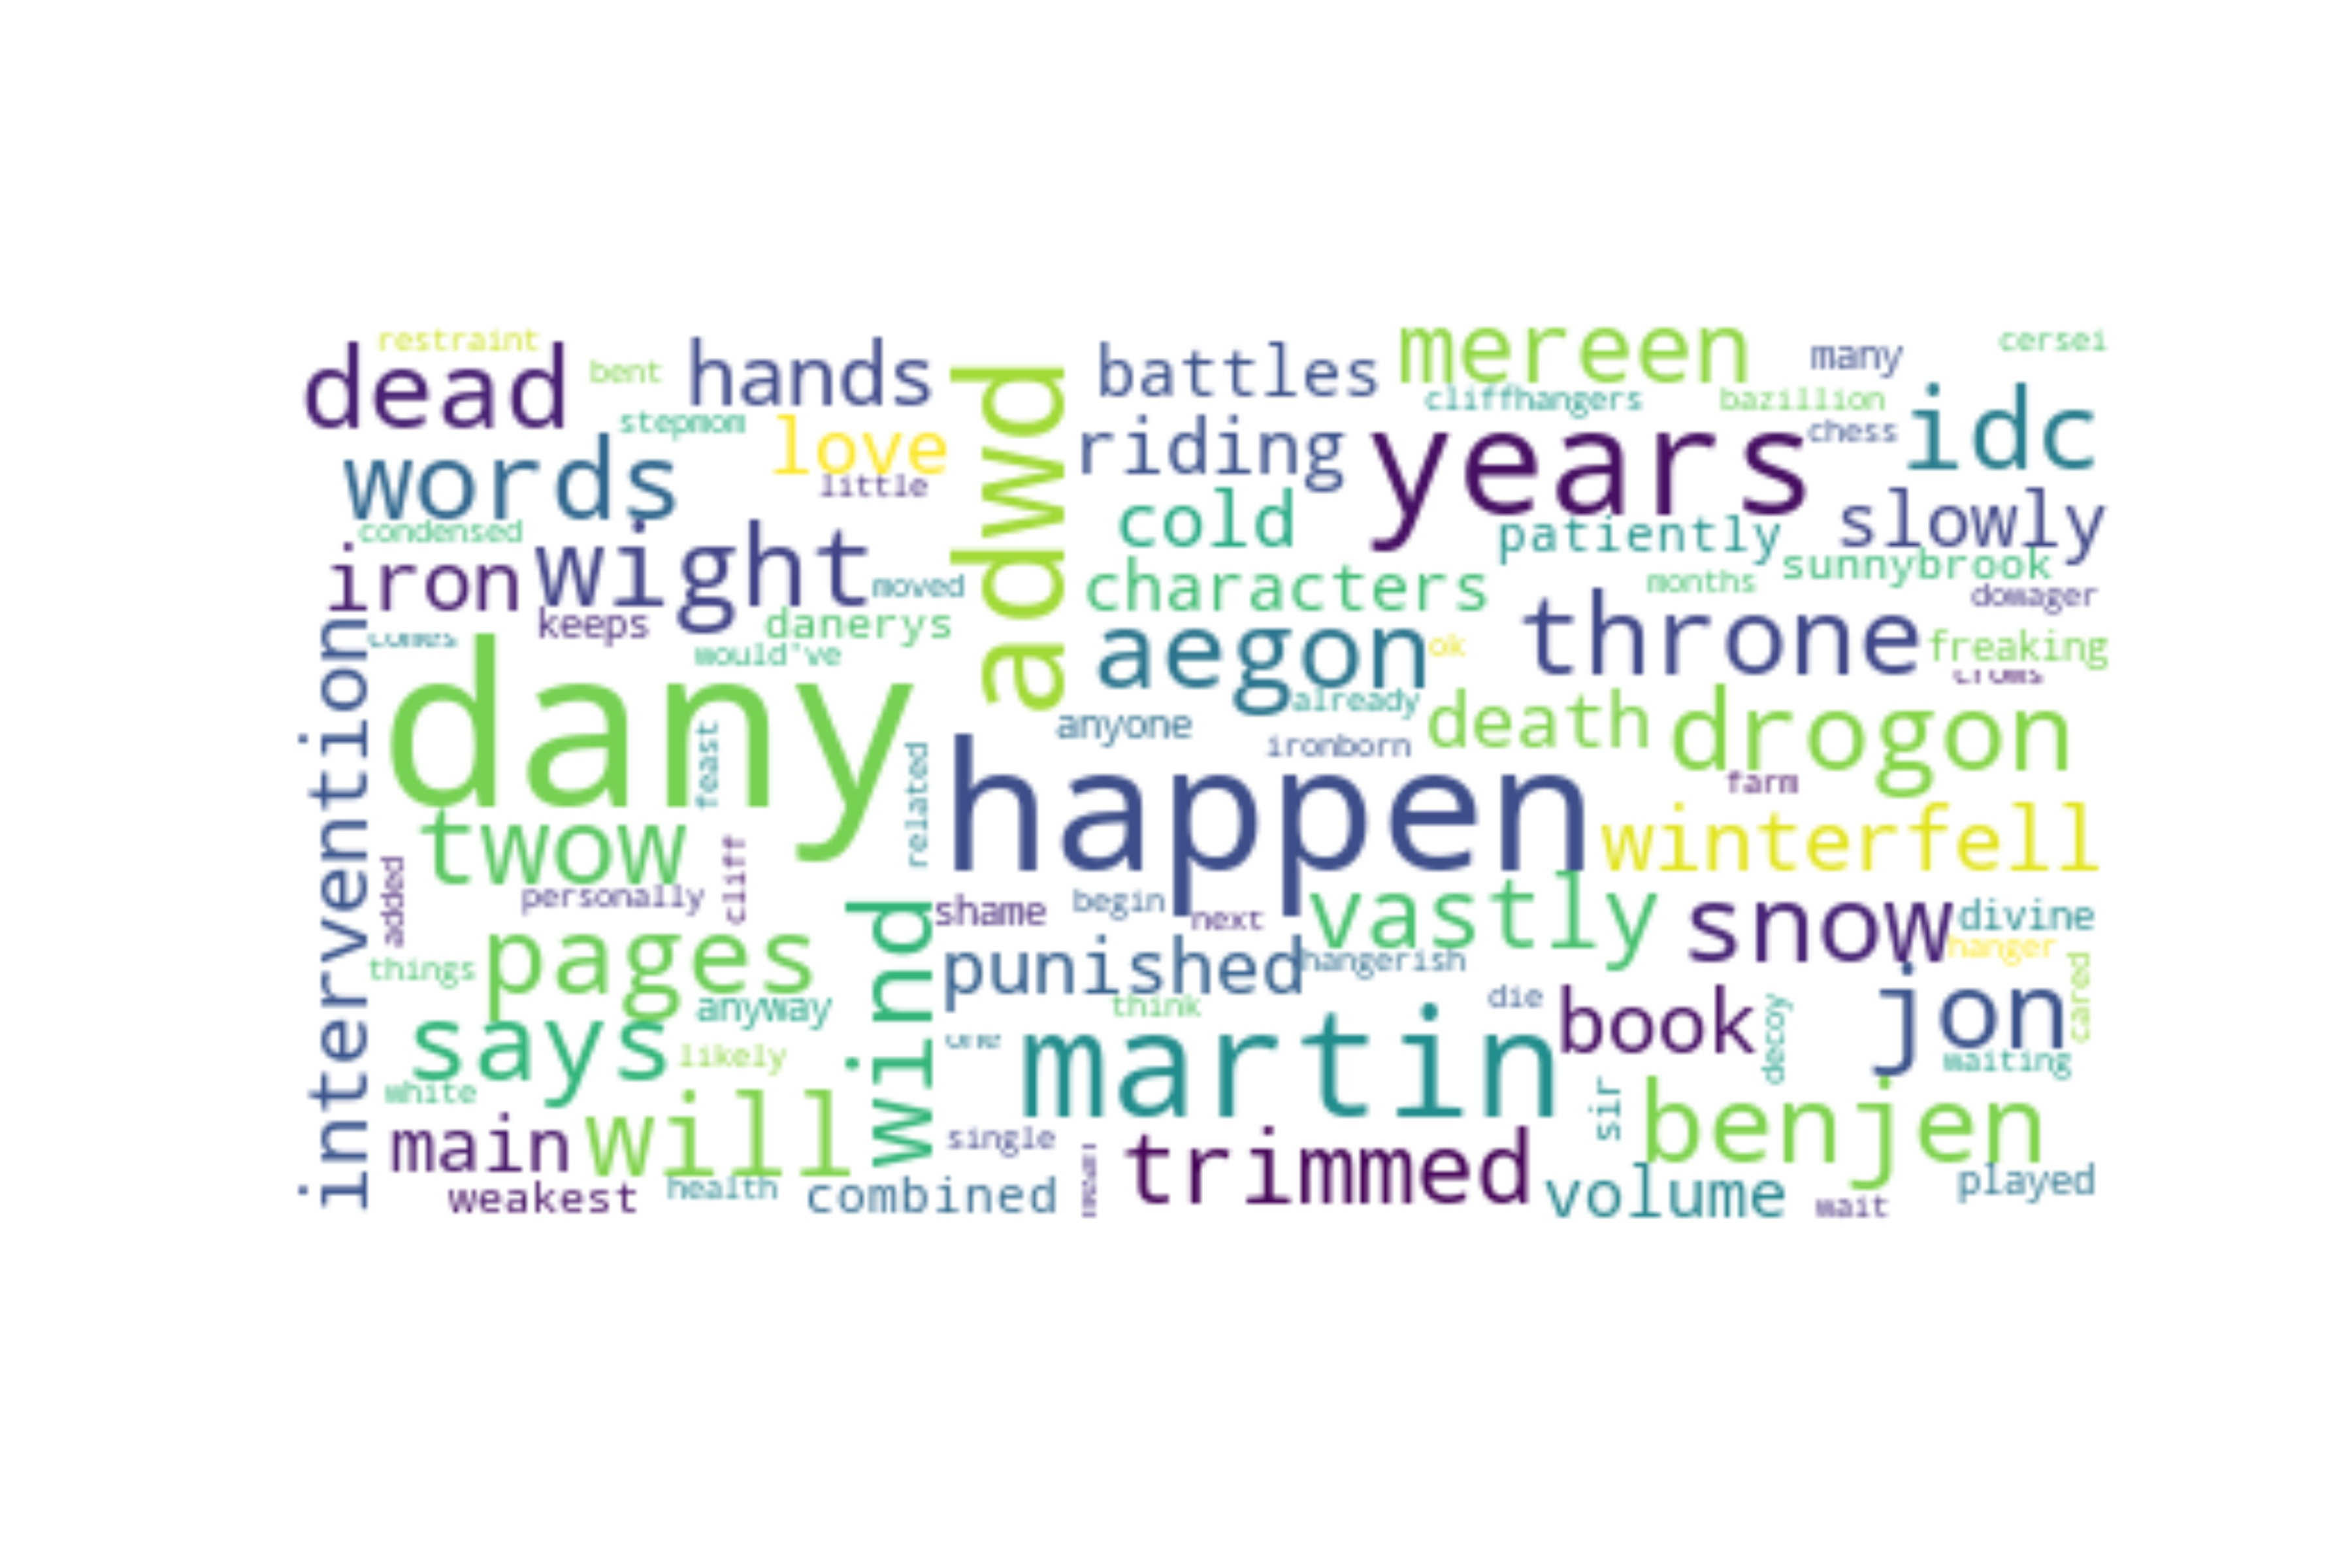 restraint
dead
bent
hands
stepmom
words
love
little
condensed
iron
wight
moved
keeps
danerys
would've
adwd
battles
mereen
many
cersei
cliffhangers
bazillion
riding
years
chess
idc
cold
patiently
slowly
characters
months
sunnybrook
dowager
aegon
ok
throne
freaking
crows
already
anyone
ironborn
death
drogon
farm
intervention
comes
dany
feast
related
happen
winterfell
twow
added
personally
cliff
wind
shame
begin
next
vastly
snow
divine
hanger
things
pages
anyway
punished
hangerish
think
die
book
decoy
jon
cared
waiting
says
likely
white
one
martin
sir
benjen
main
will
single
weakest
health
combined
trimmed
volume
wait
played